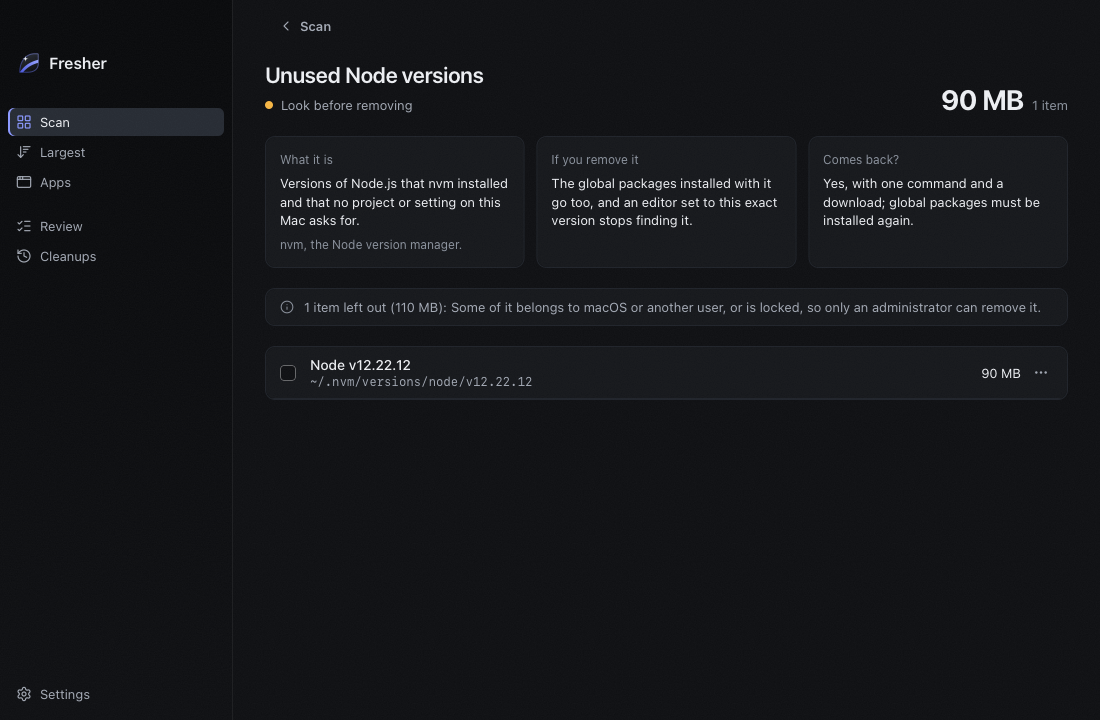 Scan
Fresher
Unused Node versions
Look before removing
90 MB 1 item
Scan
Largest
Apps
Review
Cleanups
What it is
Versions of Node.js that nvm installed
and that no project or setting on this
Mac asks for.
nvm, the Node version manager.
If you remove it
The global packages installed with it
go too, and an editor set to this exact
version stops finding it.
Comes back?
Yes, with one command and a
download; global packages must be
installed again.
1 item left out (110 MB): Some of it belongs to macOS or another user, or is locked, so only an administrator can remove it.
Node v12.22.12
~/.nvm/versions/node/v12.22.12
90 MB
Settings